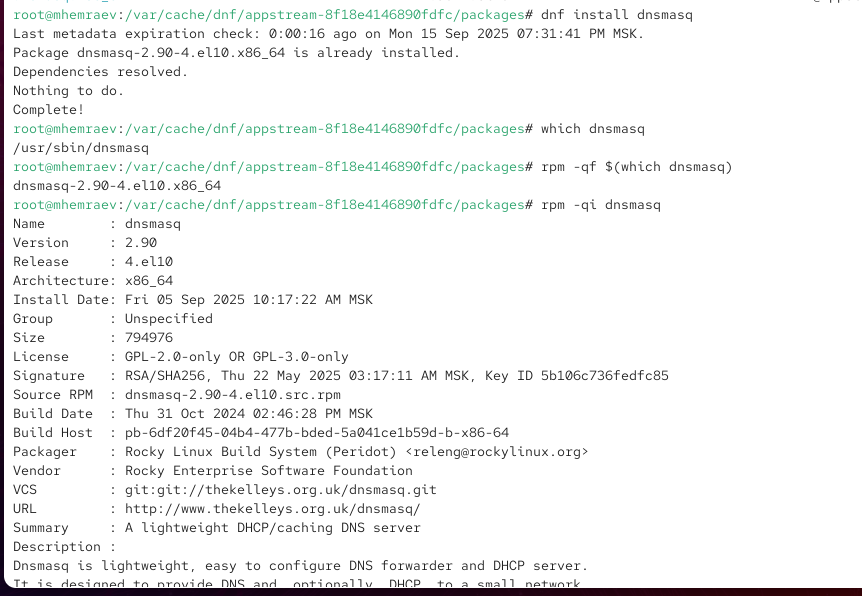 root@mhemraev:/var/cache/dnf/appstream-8f18e4146890fdfc/packages# dnf install dnsmasq
Last metadata expiration check: 0:00:16 ago on Mon 15 Sep 2025 07:31:41 PM MSK.
Package dnsmasq-2.90-4.el10.x86_64 is already installed.
Dependencies resolved.
Nothing to do.
Complete!
root@mhemraev:/var/cache/dnf/appstream-8f18e4146890fdfc/packages# which dnsmasq
/usr/sbin/dnsmasq
root@mhemraev:/var/cache/dnf/appstream-8f18e4146890fdfc/packages# rpm -qf $(which dnsmasq)
dnsmasq-2.90-4.el10.x86_64
root@mhemraev:/var/cache/dnf/appstream-8f18e4146890fdfc/packages# rpm -qi dnsmasq
Name        : dnsmasq
Version     : 2.90
Release     : 4.el10
Architecture: x86_64
Install Date: Fri 05 Sep 2025 10:17:22 AM MSK
Group       : Unspecified
Size        : 794976
License     : GPL-2.0-only OR GPL-3.0-only
Signature   : RSA/SHA256, Thu 22 May 2025 03:17:11 AM MSK, Key ID 5b106c736fedfc85
Source RPM  : dnsmasq-2.90-4.el10.src.rpm
Build Date  : Thu 31 Oct 2024 02:46:28 PM MSK
Build Host  : pb-6df20f45-04b4-477b-bded-5a041ce1b59d-b-x86-64
Packager    : Rocky Linux Build System (Peridot) <releng@rockylinux.org>
Vendor      : Rocky Enterprise Software Foundation
VCS         : git:git://thekelleys.org.uk/dnsmasq.git
URL         : http://www.thekelleys.org.uk/dnsmasq/
Summary     : A lightweight DHCP/caching DNS server
Description :
Dnsmasq is lightweight, easy to configure DNS forwarder and DHCP server.
It is designed to provide DNS and, optionally, DHCP, to a small network.